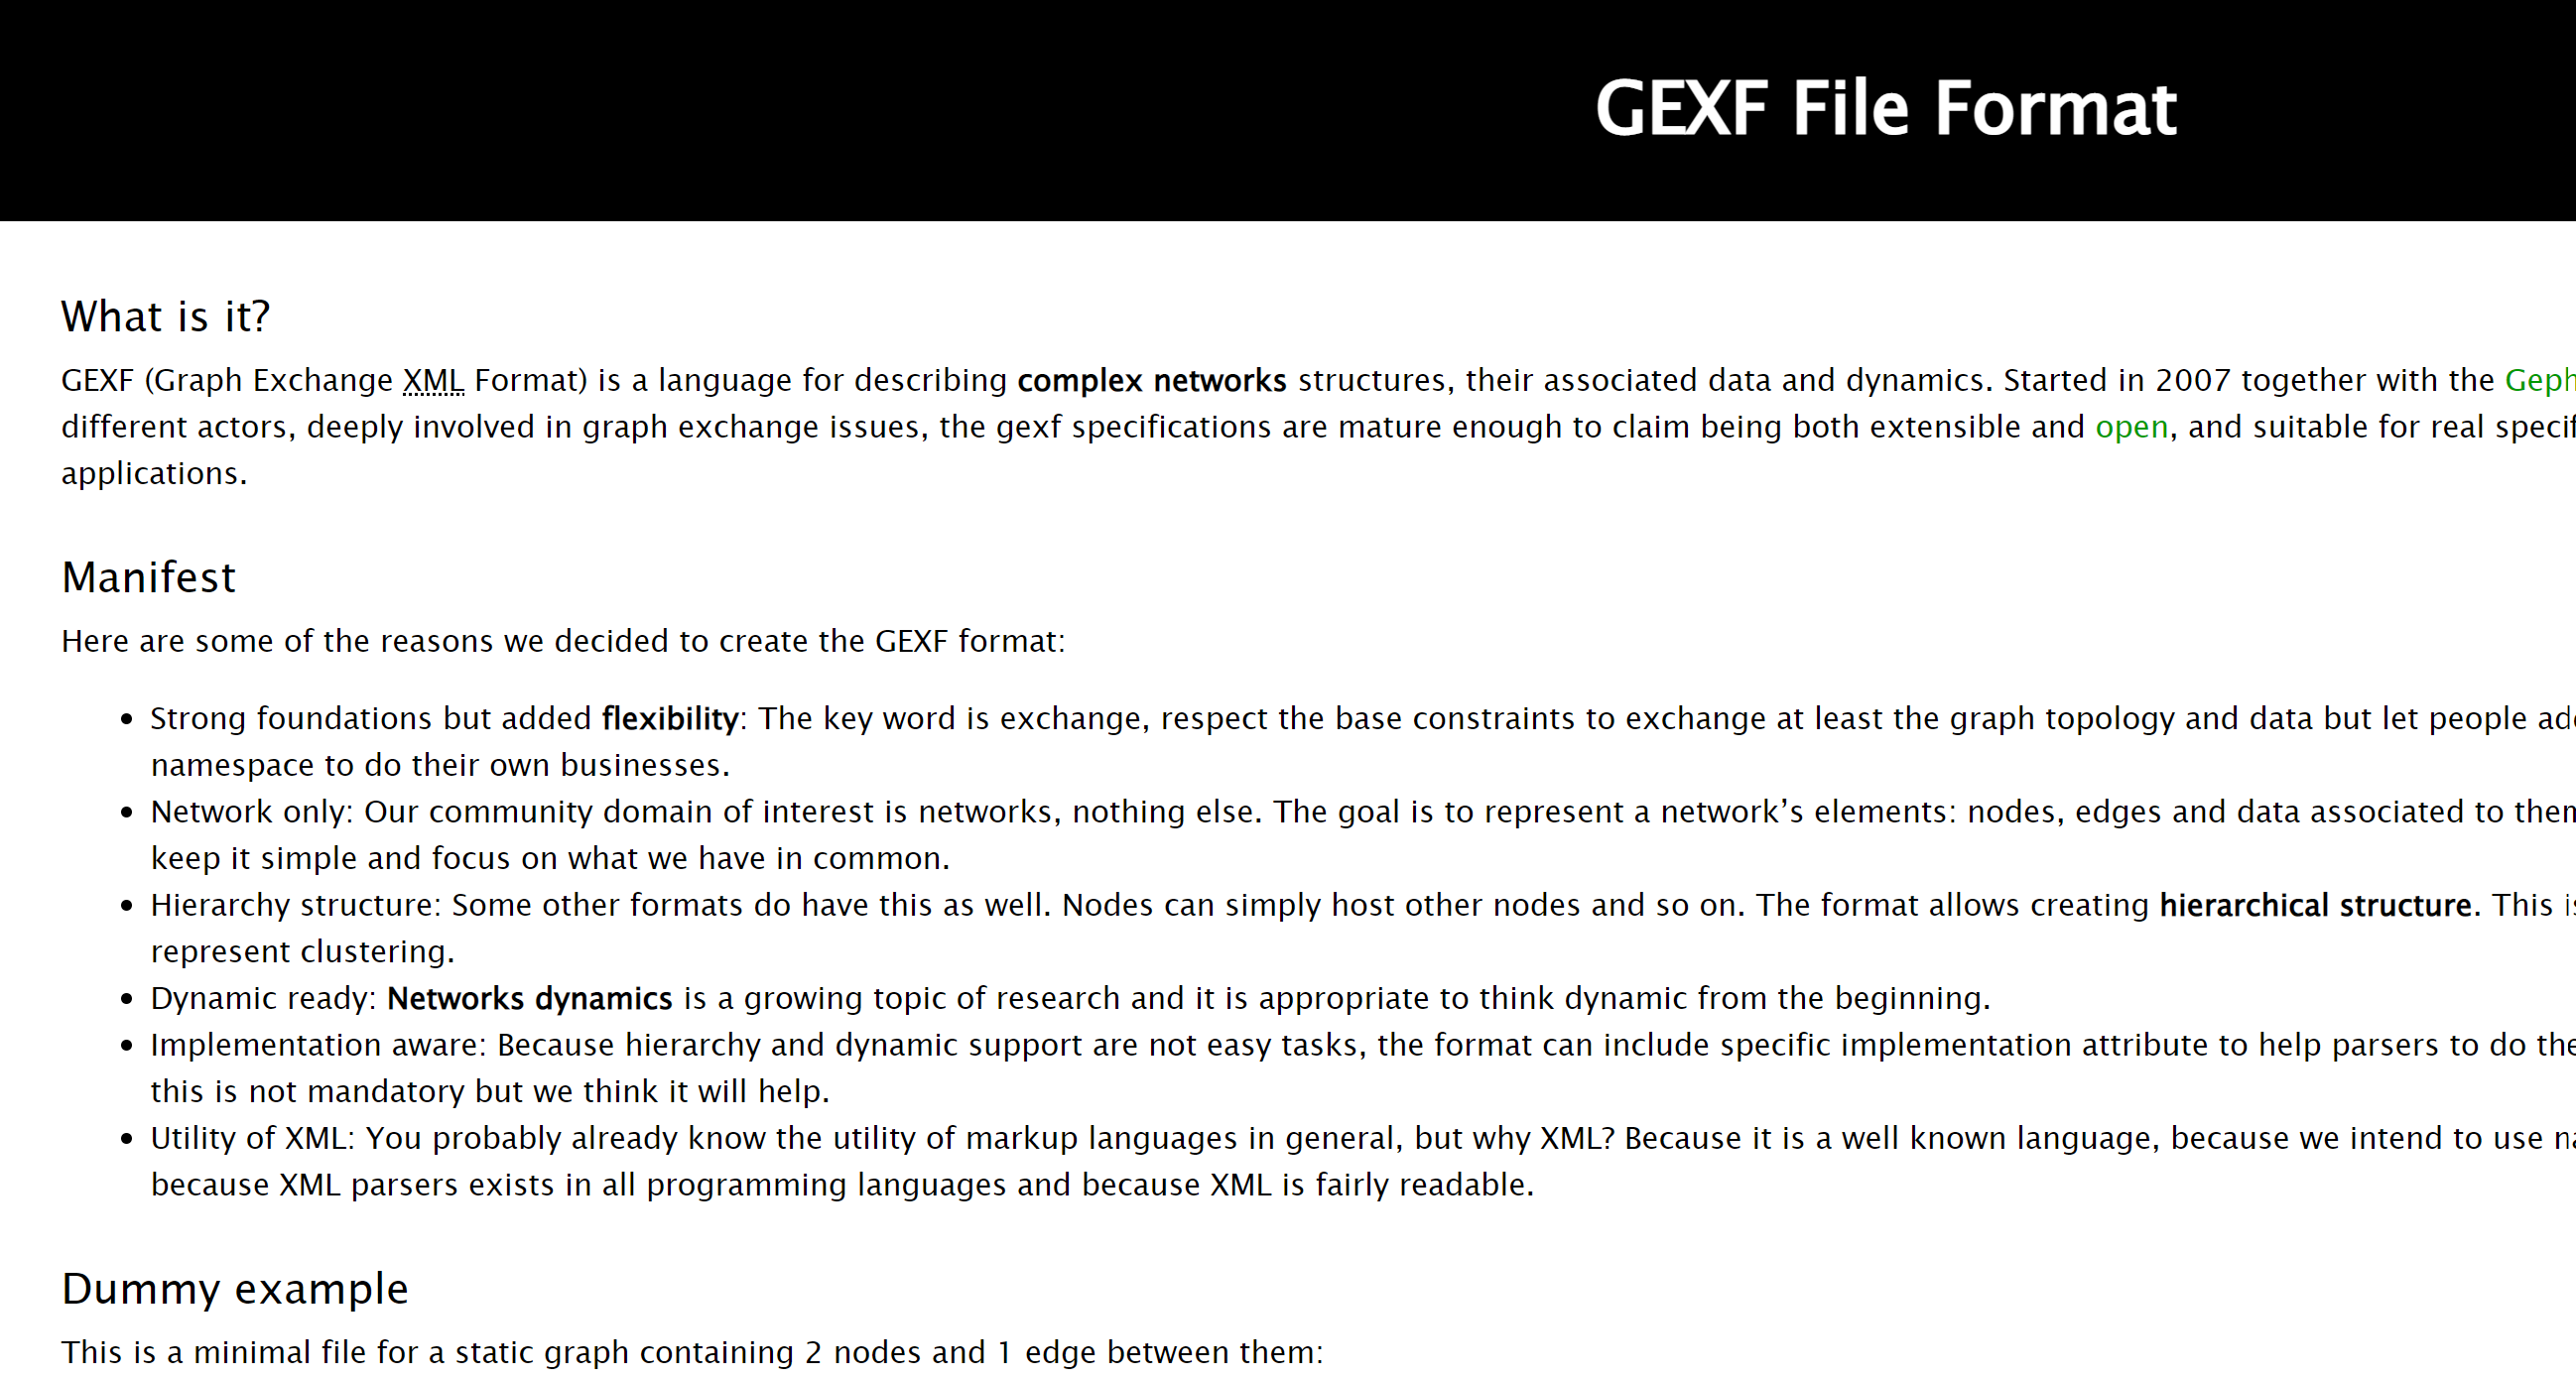 GEXF File Format
What is it?
GEXF (Graph Exchange XML Format) is a language for describing complex networks structures, their associated data and dynamics. Started in 2007 together with the
different actors, deeply involved in graph exchange issues, the gexf specifications are mature enough to claim being both extensible and open, and suitable for real
applications.
Manifest
Here are some of the reasons we decided to create the GEXF format:
• Strong foundations but added flexibility: The key word is exchange, respect the base constraints to exchange at least the graph topology and data but let people
namespace to do their own businesses.
• Network only: Our community domain of interest is networks, nothing else. The goal is to represent a network’s elements: nodes, edges and data associated to
keep it simple and focus on what we have in common.
• Hierarchy structure: Some other formats do have this as well. Nodes can simply host other nodes and so on. The format allows creating hierarchical structure. This
represent clustering.
• Dynamic ready: Networks dynamics is a growing topic of research and it is appropriate to think dynamic from the beginning.
• Implementation aware: Because hierarchy and dynamic support are not easy tasks, the format can include specific implementation attribute to help parsers to do
this is not mandatory but we think it will help.
• Utility of XML: You probably already know the utility of markup languages in general, but why XML? Because it is a well known language, because we intend to use
because XML parsers exists in all programming languages and because XML is fairly readable.
Dummy example
This is a minimal file for a static graph containing 2 nodes and 1 edge between them: